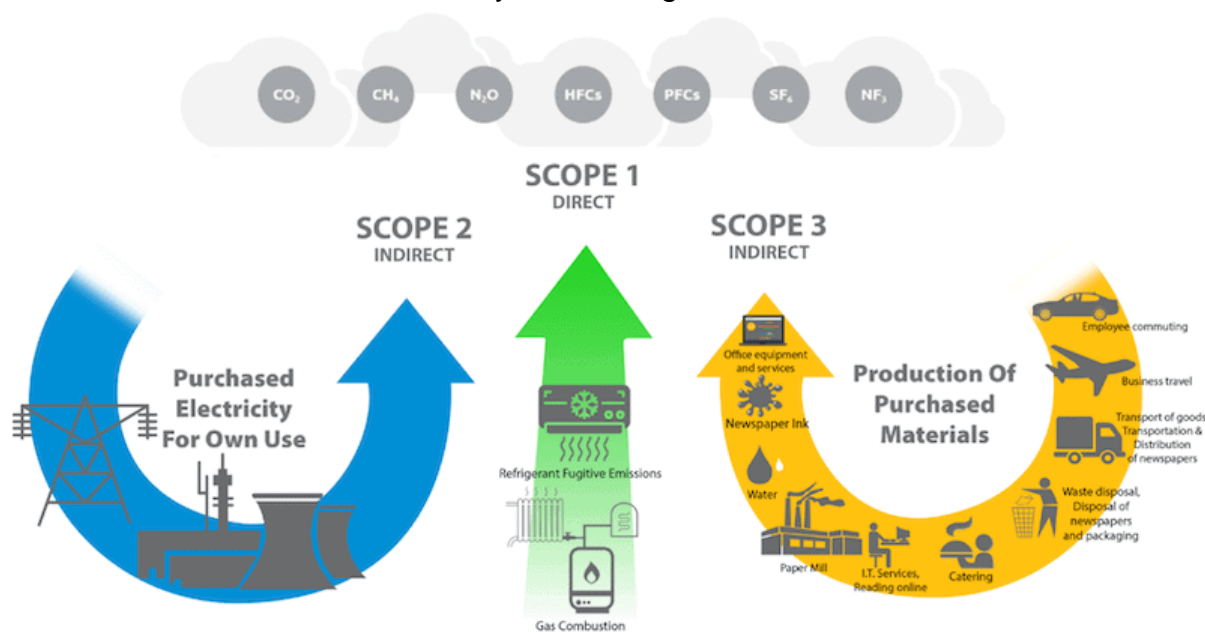 CO₂ CH₄ N₂O HFCs PFCs SF₆ NF₃
SCOPE 1
DIRECT
SCOPE 2
INDIRECT
SCOPE 3
INDIRECT
Purchased
Electricity
For Own Use
Refrigerant Fugitive Emissions
Gas Combustion
Production Of
Purchased
Materials
Office equipment
and services
Newspaper Ink
Water
Paper Mill
I.T. Services,
Reading online
Catering
Waste disposal,
Disposal of
newspapers
and packaging
Transport of goods
Transportation &
Distribution
of newspapers
Business travel
Employee commuting